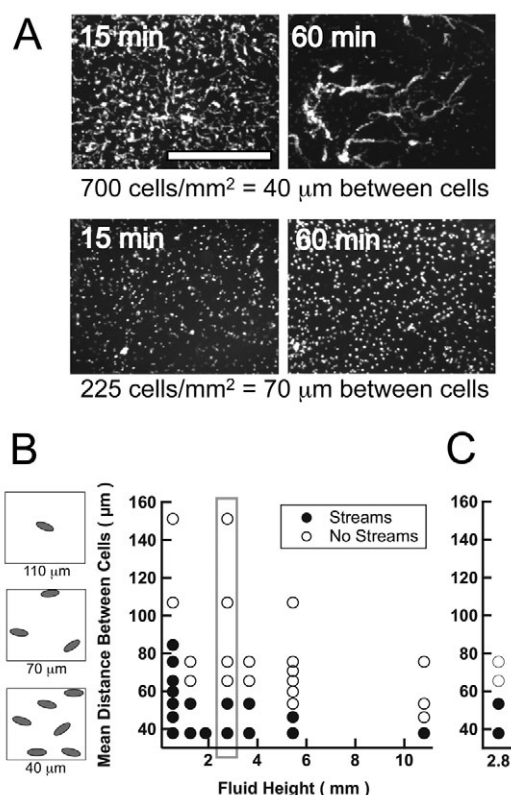 A
15 min
60 min
700 cells/mm² = 40 μm between cells
15 min
60 min
225 cells/mm² = 70 μm between cells
B
C
110 μm
70 μm
40 μm
Mean Distance Between Cells ( μm )
160
140
120
100
80
60
40
Streams
No Streams
2
4
6
8
10
Fluid Height ( mm )
160
140
120
100
80
60
40
2.8